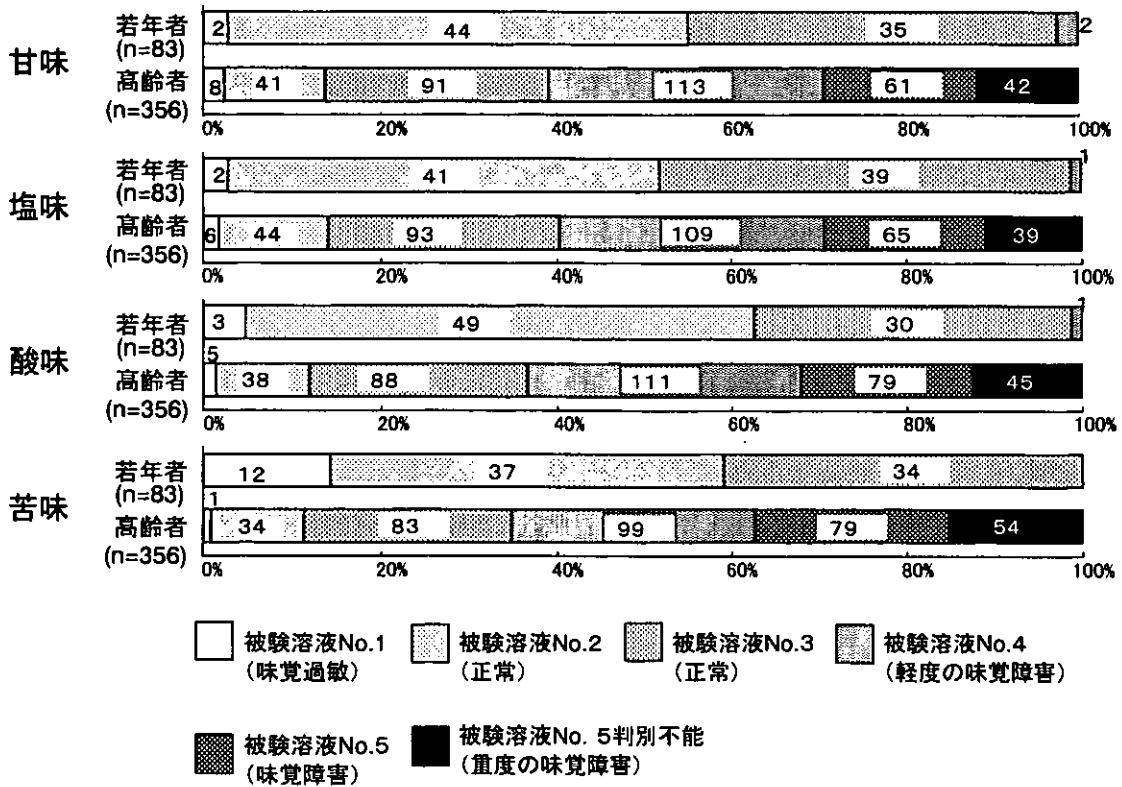 甘味
若年者
(n=83)
2 44 35 2
高齢者
(n=356)
8 41 91 113 61 42
0% 20% 40% 60% 80% 100%
塩味
若年者
(n=83)
2 41 39 1
高齢者
(n=356)
6 44 93 109 65 39
0% 20% 40% 60% 80% 100%
酸味
若年者
(n=83)
3 49 30 1
高齢者
(n=356)
5 38 88 111 79 45
0% 20% 40% 60% 80% 100%
苦味
若年者
(n=83)
12 37 34
高齢者
(n=356)
1 34 83 99 79 54
0% 20% 40% 60% 80% 100%
被験溶液No.1
(味覚過敏)
被験溶液No.2
(正常)
被験溶液No.3
(正常)
被験溶液No.4
(軽度の味覚障害)
被験溶液No.5
(味覚障害)
被験溶液No. 5判別不能
(重度の味覚障害)